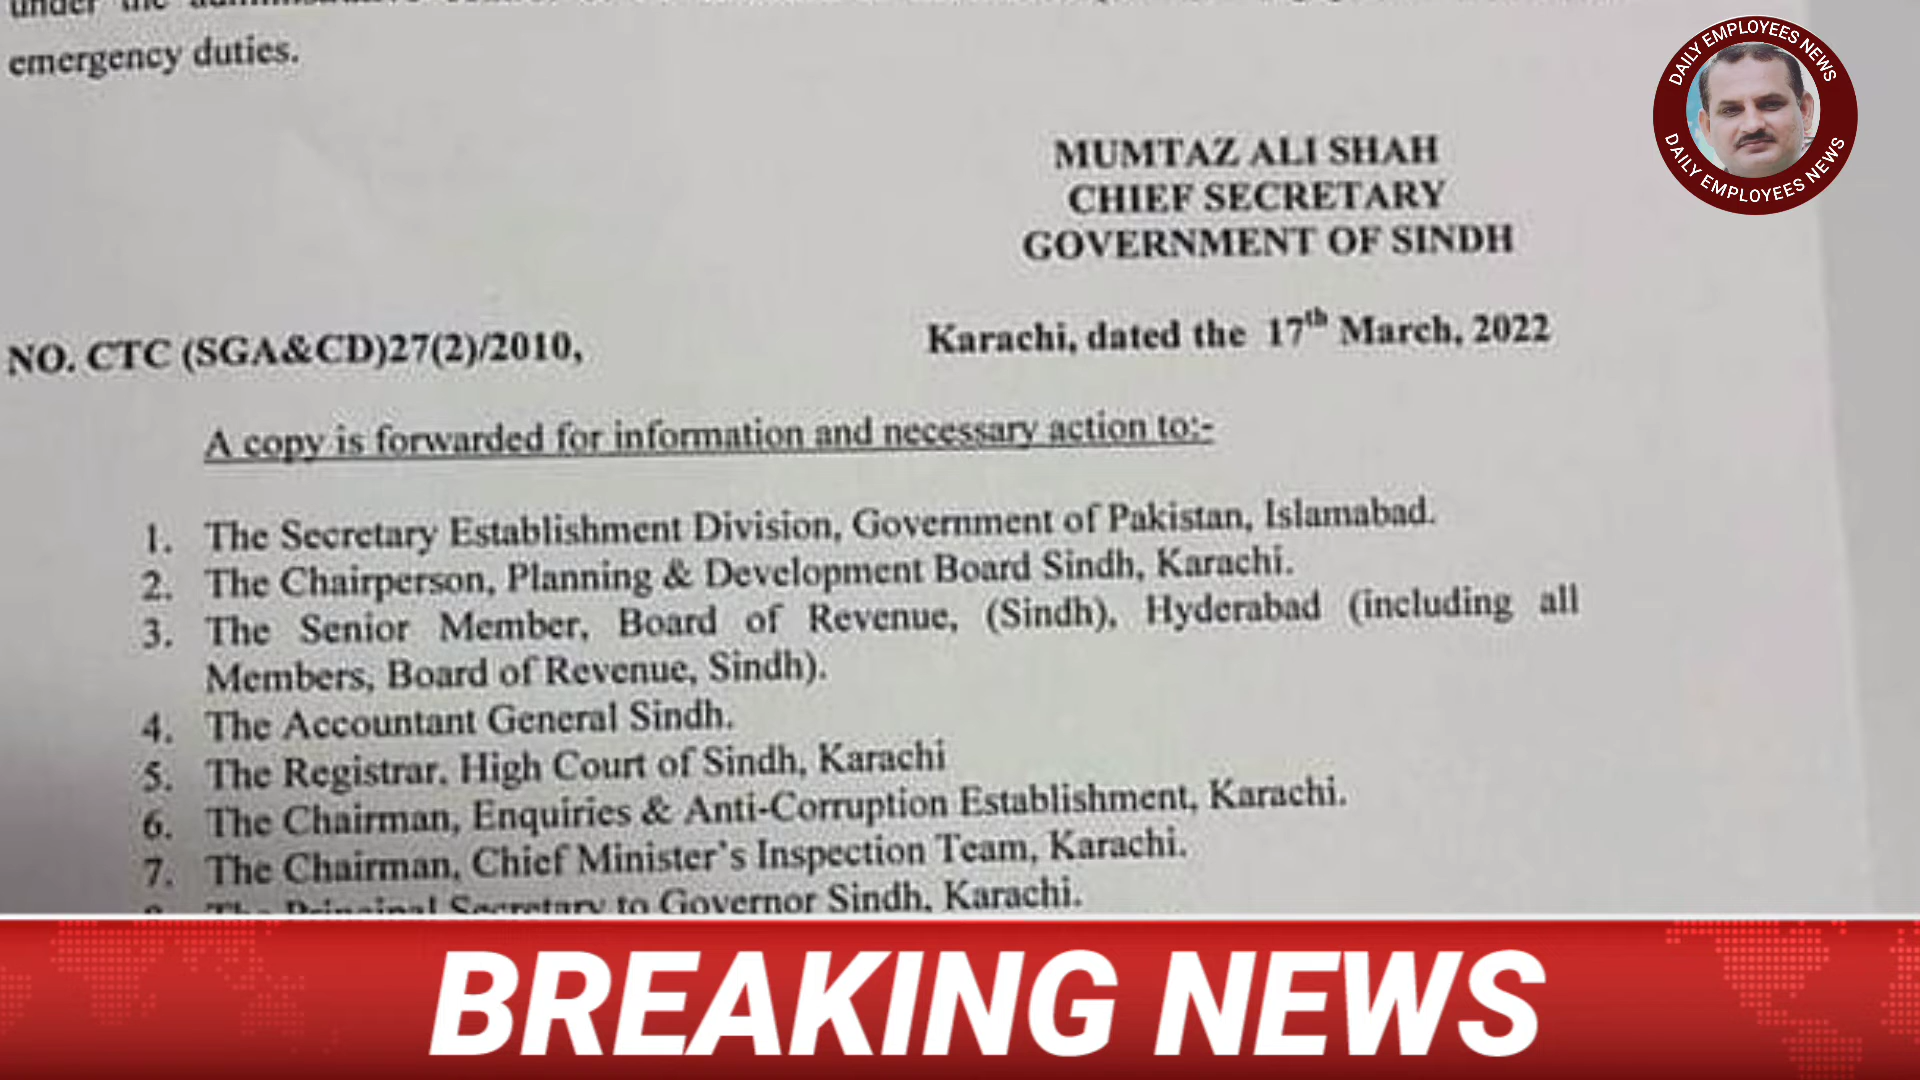 under the
emergency duties.
DAILY EMPLOYEES NEWS
DAILY EMPLOYEES NEWS
MUMTAZ ALI SHAH
CHIEF SECRETARY
GOVERNMENT OF SINDH
NO. CTC (SGA&CD)27(2)/2010,
Karachi, dated the 17th March, 2022
A copy is forwarded for information and necessary action to:-
1. The Secretary Establishment Division, Government of Pakistan, Islamabad.
2. The Chairperson, Planning & Development Board Sindh, Karachi.
3. The Senior Member, Board of Revenue, (Sindh), Hyderabad (including all
Members, Board of Revenue, Sindh).
4. The Accountant General Sindh.
5. The Registrar, High Court of Sindh, Karachi
6. The Chairman, Enquiries & Anti-Corruption Establishment, Karachi.
7. The Chairman, Chief Minister's Inspection Team, Karachi.
The Principal Secretary to Governor Sindh, Karachi.
BREAKING NEWS